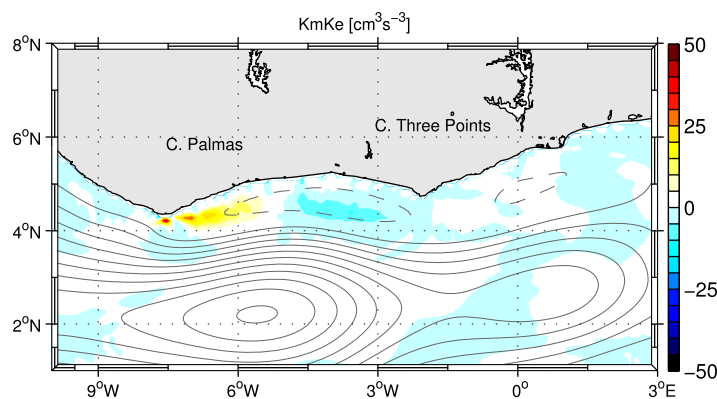 KmKe [cm³s⁻³]
8°N
6°N
4°N
2°N
C. Palmas
C. Three Points
9°W
6°W
3°W
0°
3°E
50
25
0
−25
−50